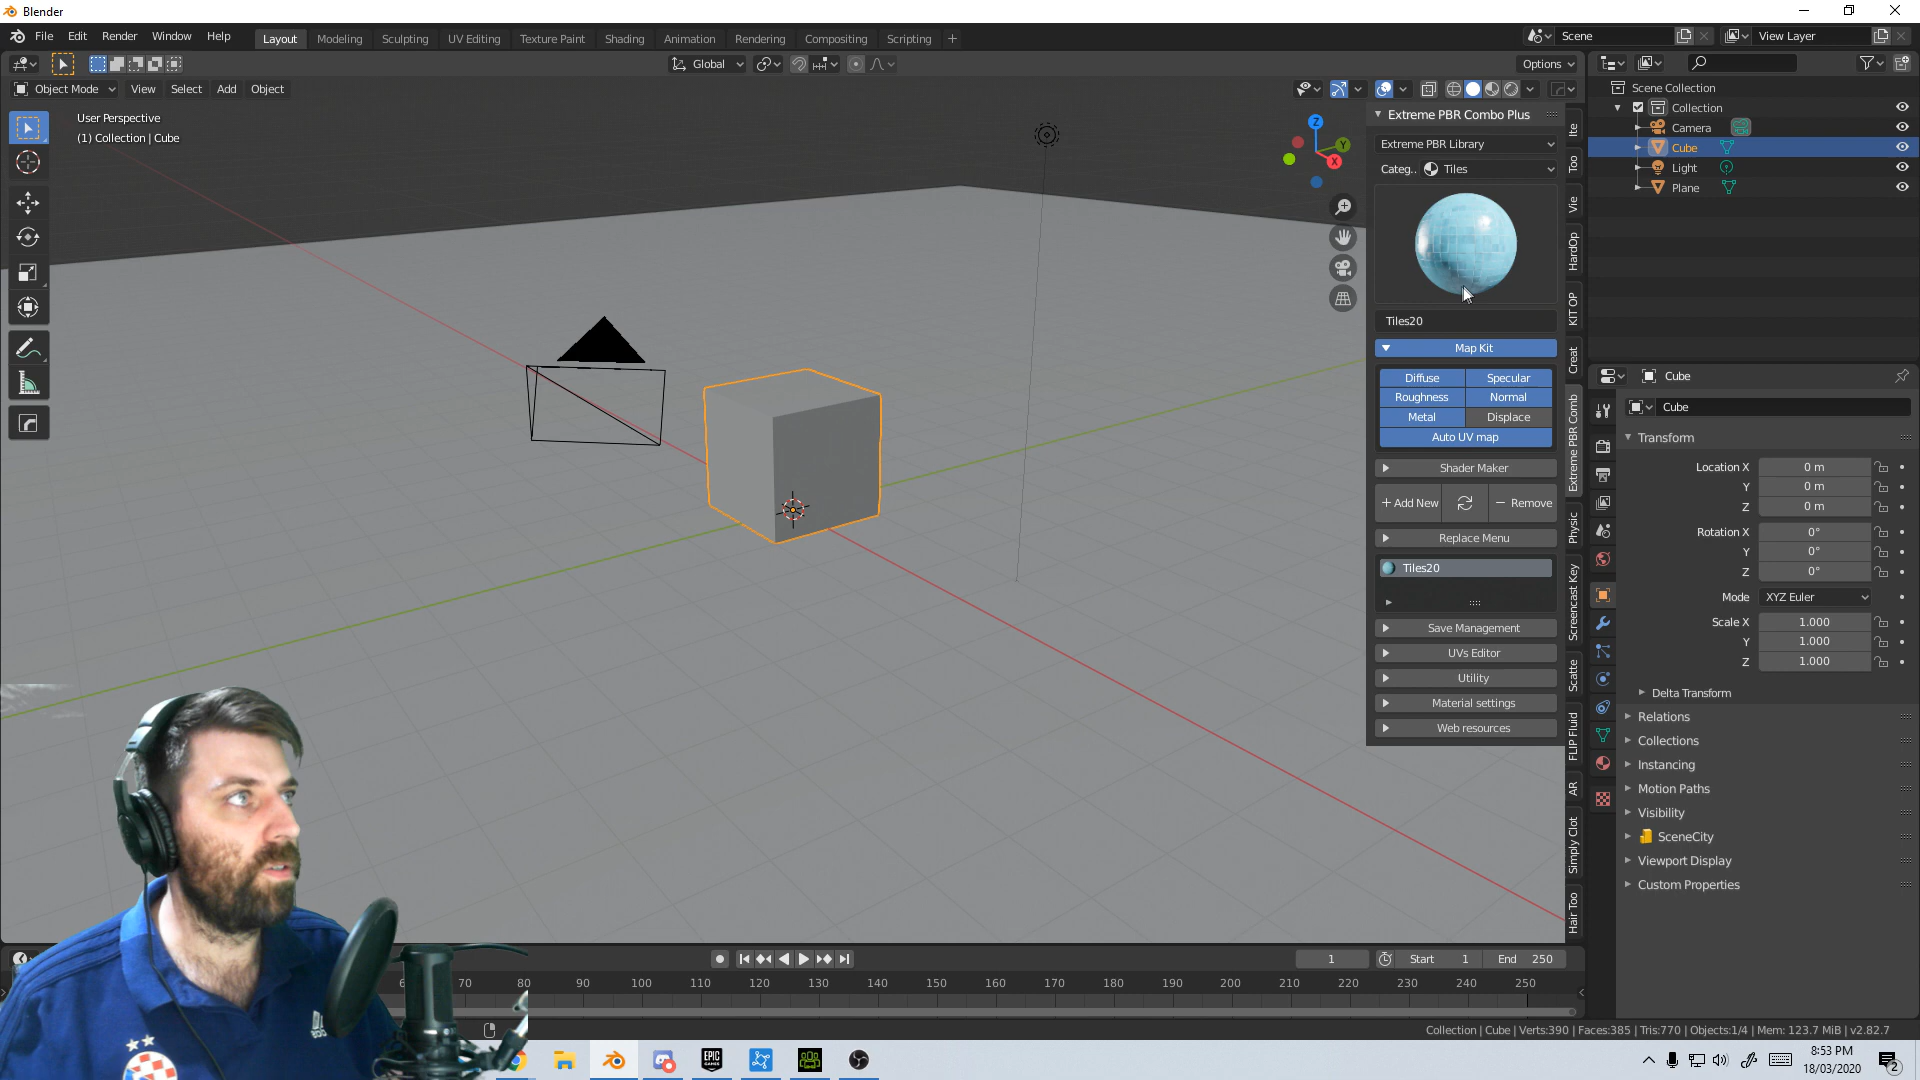 Blender
File Edit Render Window Help
Layout Modeling Sculpting UV Editing Texture Paint Shading Animation Rendering Compositing Scripting +
Scene
View Layer
Global
Options
Object Mode View Select Add Object
User Perspective
(1) Collection | Cube
Z
Y
X
Extreme PBR Combo Plus
Extreme PBR Library
Categ.. Tiles
Tiles20
Map Kit
Diffuse Specular
Roughness Normal
Metal Displace
Auto UV map
Shader Maker
+ Add New
Remove
Replace Menu
Tiles20
Save Management
UVs Editor
Utility
Material settings
Web resources
Ite
Too
Vie
HardOp
KIT OP
Creat
Extreme PBR Comb
Physic
Screencast Key
Scatte
FLIP Fluid
AR
Simply Clot
Hair Too
Scene Collection
Collection
Camera
Cube
Light
Plane
Cube
Cube
Transform
Location X 0 m
Y 0 m
Z 0 m
Rotation X 0°
Y 0°
Z 0°
Mode XYZ Euler
Scale X 1.000
Y 1.000
Z 1.000
Delta Transform
Relations
Collections
Instancing
Motion Paths
Visibility
SceneCity
Viewport Display
Custom Properties
1
Start 1
End 250
70 80 90 100 110 120 130 140 150 160 170 180 190 200 210 220 230 240 250
Collection | Cube | Verts:390 | Faces:385 | Tris:770 | Objects:1/4 | Mem: 123.7 MiB | v2.82.7
EPIC GAMES
8:53 PM
18/03/2020
2